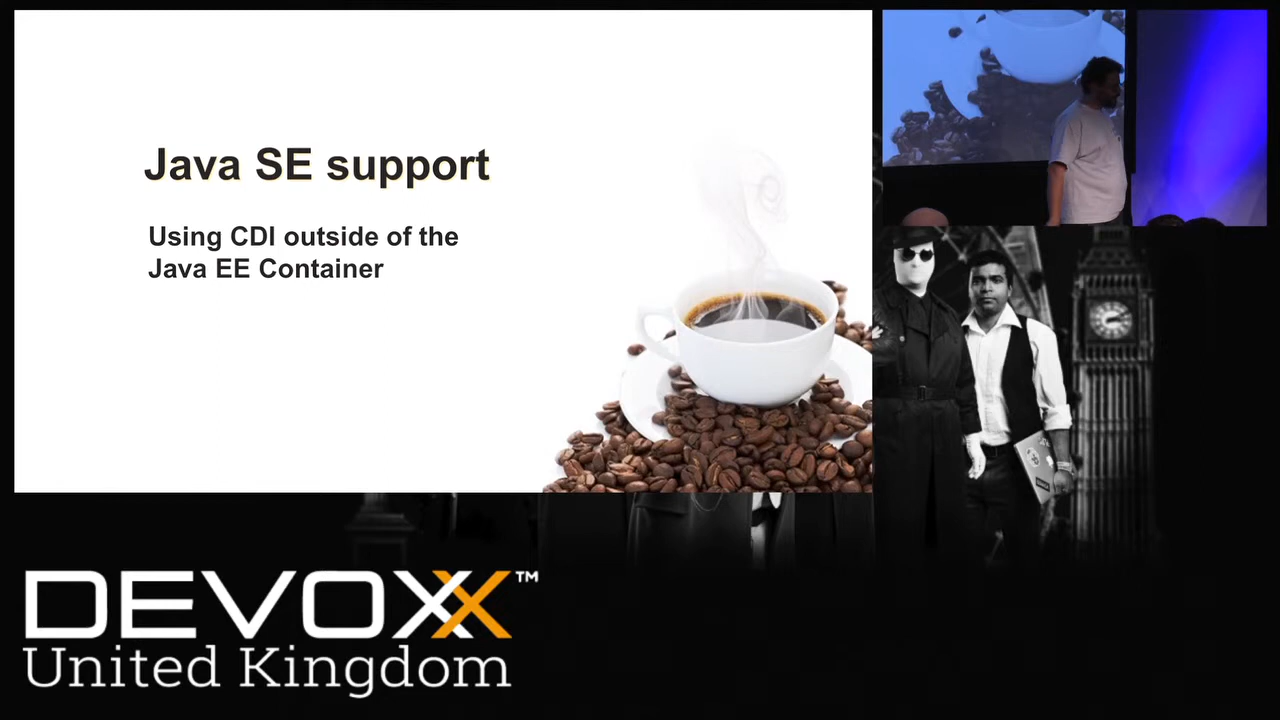 Java SE support
Using CDI outside of the
Java EE Container
DEVOXX™
United Kingdom